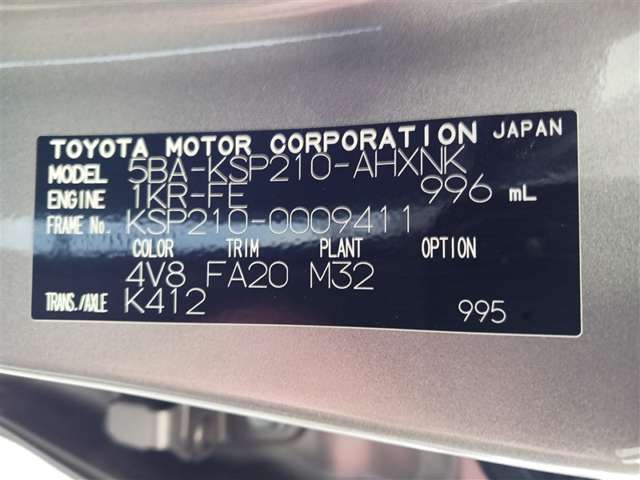 TOYOTA MOTOR CORPORATION JAPAN
MODEL 5BA-KSP210-AHXNK
ENGINE 1KR-FE 996 mL
FRAME No. KSP210-0009411
COLOR TRIM PLANT OPTION
4V8 FA20 M32
TRANS./AXLE K412 995